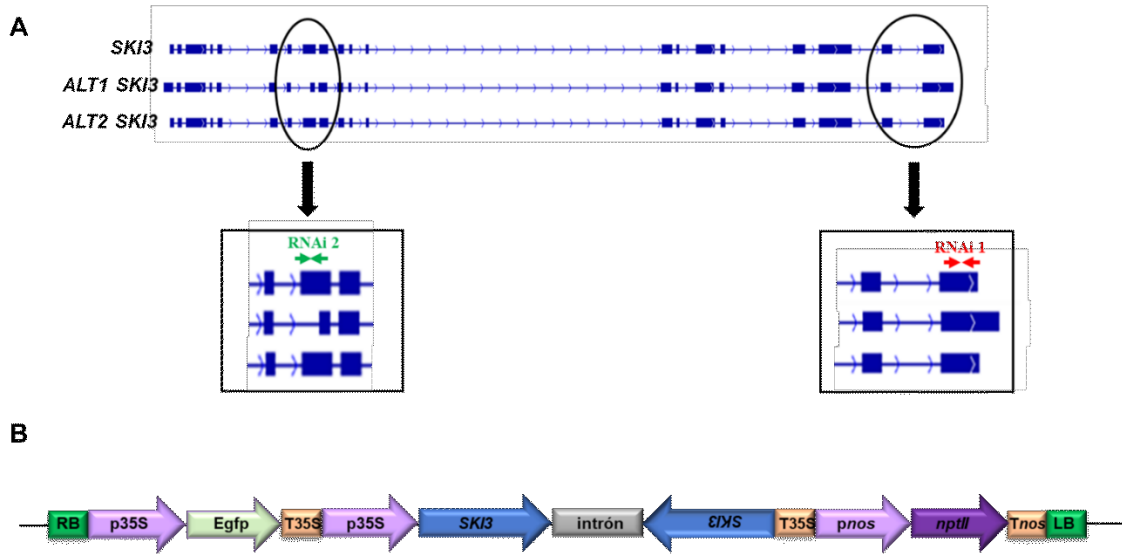 A
SKI3
ALT1 SKI3
ALT2 SKI3
RNAi 2
RNAi 1
B
RB p35S Egfp T35S p35S SKI3 intrón SKI3 T35S pnos nptII Tnos LB